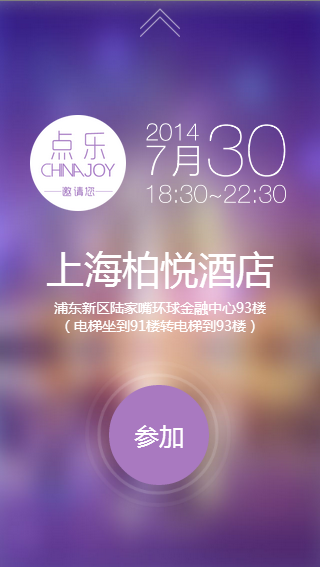 点乐
CHINAJOY
邀请您
2014
7月30
18:30~22:30
上海柏悦酒店
浦东新区陆家嘴环球金融中心93楼
（电梯坐到91楼转电梯到93楼）
参加